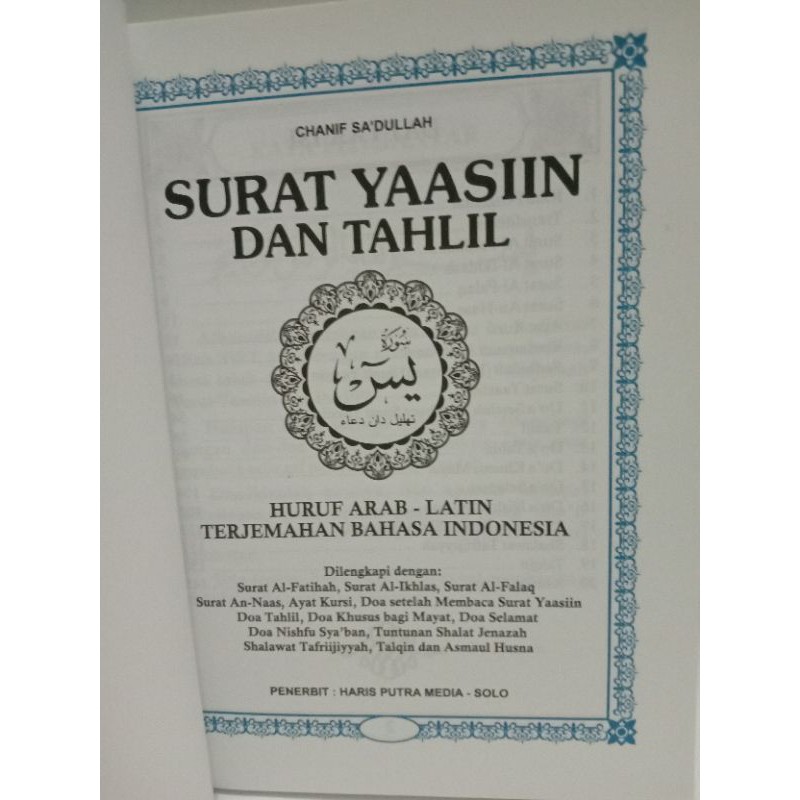 CHANIF SA'DULLAH
SURAT YAASIIN
DAN TAHLIL
سورة
يس
تهليل دان دعاء
HURUF ARAB - LATIN
TERJEMAHAN BAHASA INDONESIA
Dilengkapi dengan:
Surat Al-Fatihah, Surat Al-Ikhlas, Surat Al-Falaq
Surat An-Naas, Ayat Kursi, Doa setelah Membaca Surat Yaasiin
Doa Tahlil, Doa Khusus bagi Mayat, Doa Selamat
Doa Nishfu Sya'ban, Tuntunan Shalat Jenazah
Shalawat Tafriijiyyah, Talqin dan Asmaul Husna
PENERBIT : HARIS PUTRA MEDIA - SOLO